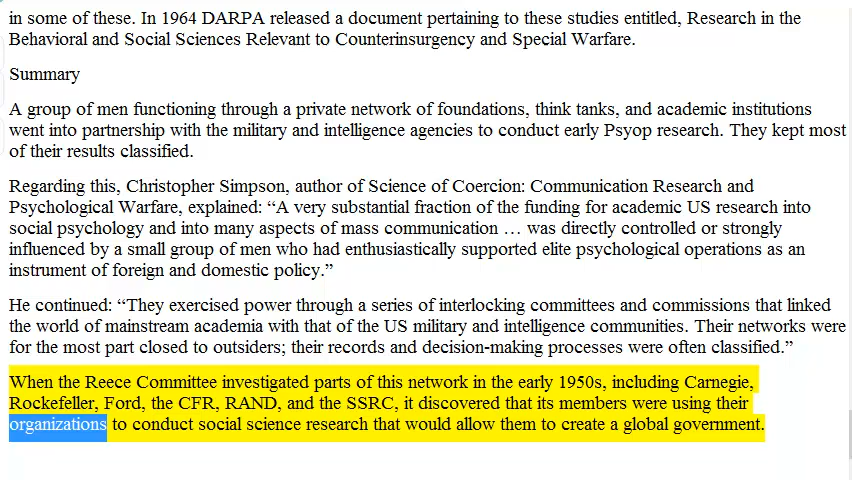 in some of these. In 1964 DARPA released a document pertaining to these studies entitled, Research in the
Behavioral and Social Sciences Relevant to Counterinsurgency and Special Warfare.
Summary
A group of men functioning through a private network of foundations, think tanks, and academic institutions
went into partnership with the military and intelligence agencies to conduct early Psyop research. They kept most
of their results classified.
Regarding this, Christopher Simpson, author of Science of Coercion: Communication Research and
Psychological Warfare, explained: “A very substantial fraction of the funding for academic US research into
social psychology and into many aspects of mass communication … was directly controlled or strongly
influenced by a small group of men who had enthusiastically supported elite psychological operations as an
instrument of foreign and domestic policy.”
He continued: “They exercised power through a series of interlocking committees and commissions that linked
the world of mainstream academia with that of the US military and intelligence communities. Their networks were
for the most part closed to outsiders; their records and decision-making processes were often classified.”
When the Reece Committee investigated parts of this network in the early 1950s, including Carnegie,
Rockefeller, Ford, the CFR, RAND, and the SSRC, it discovered that its members were using their
organizations to conduct social science research that would allow them to create a global government.